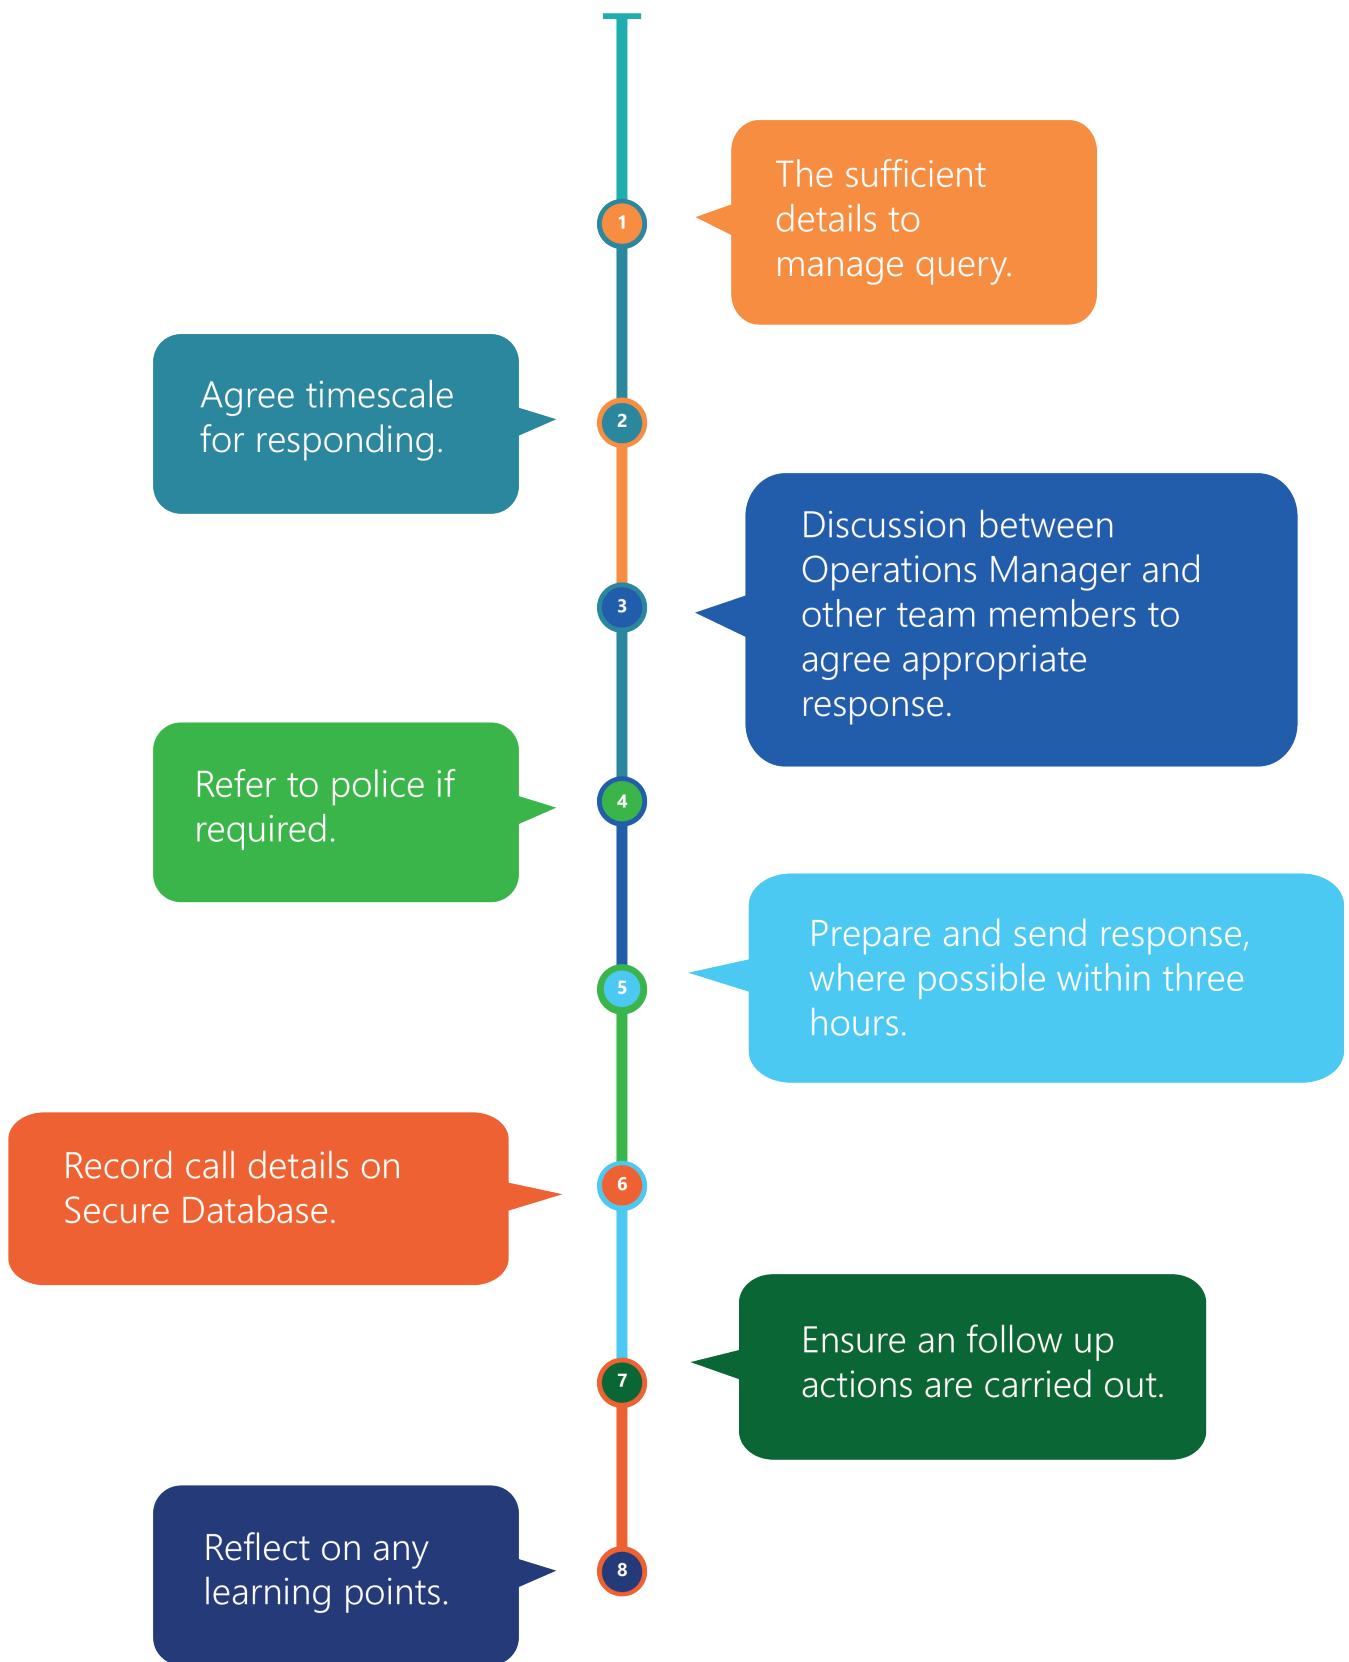 1
The sufficient
details to
manage query.
2
Agree timescale
for responding.
3
Discussion between
Operations Manager and
other team members to
agree appropriate
response.
4
Refer to police if
required.
5
Prepare and send response,
where possible within three
hours.
6
Record call details on
Secure Database.
7
Ensure an follow up
actions are carried out.
8
Reflect on any
learning points.